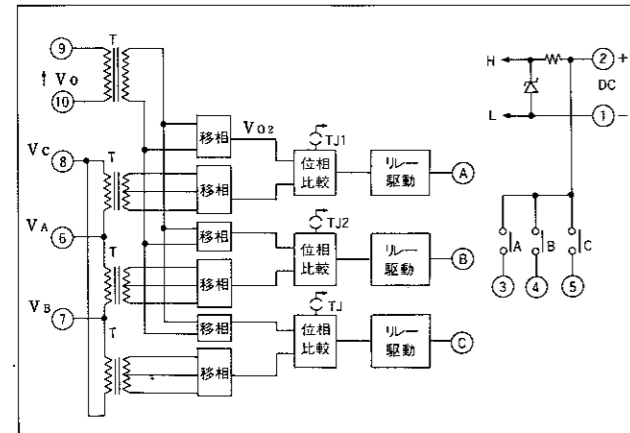 T
9
Vo
10
Vc
8
T
VA
6
T
VB
7
T
移相
VO2
移相
移相
移相
移相
移相
TJ1
位相
比較
リレー
駆動
A
TJ2
位相
比較
リレー
駆動
B
TJ
位相
比較
リレー
駆動
C
H
2 +
DC
L
1 −
A
B
C
3
4
5